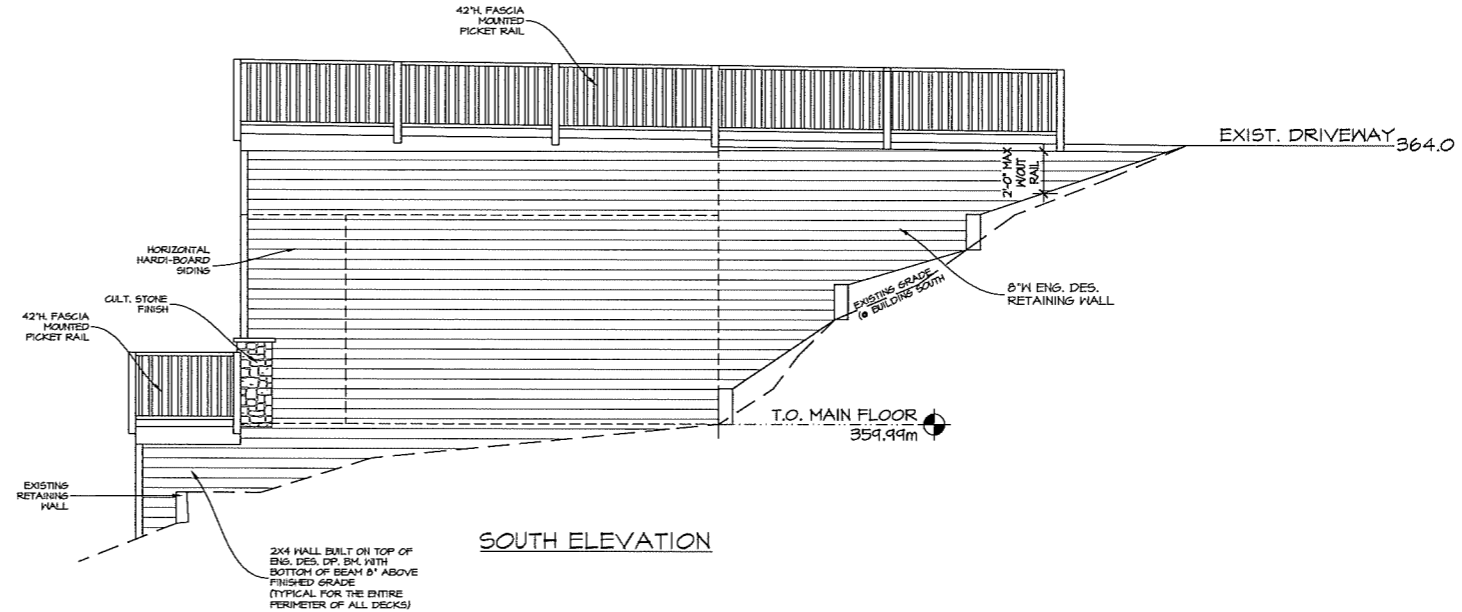 42"H. FASCIA
MOUNTED
PICKET RAIL
EXIST. DRIVEWAY 364.0
2'-0" MAX
W/OUT
RAIL
HORIZONTAL
HARDI-BOARD
SIDING
EXISTING GRADE
(@ BUILDING SOUTH
8"W ENG. DES.
RETAINING WALL
CULT. STONE
FINISH
42"H. FASCIA
MOUNTED
PICKET RAIL
T.O. MAIN FLOOR
359.99m
EXISTING
RETAINING
WALL
SOUTH ELEVATION
2X4 WALL BUILT ON TOP OF
ENG. DES. DP. BM. WITH
BOTTOM OF BEAM 8" ABOVE
FINISHED GRADE
(TYPICAL FOR THE ENTIRE
PERIMETER OF ALL DECKS)